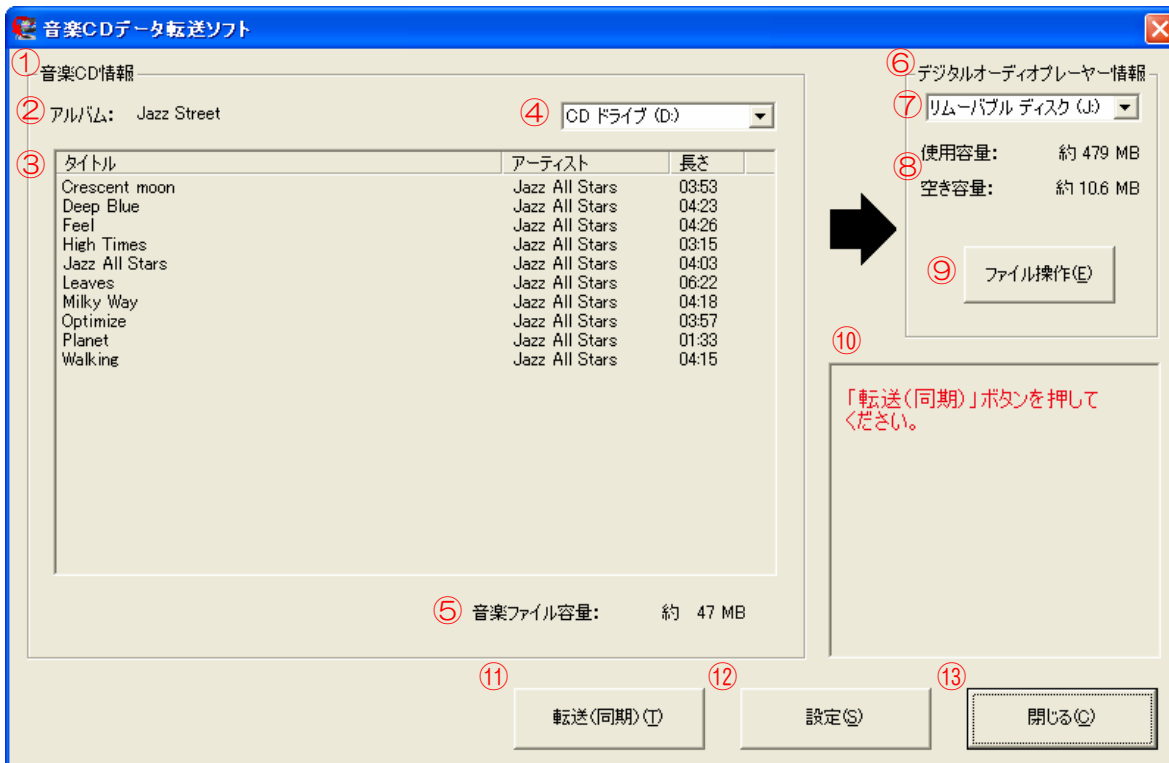 音楽CDデータ転送ソフト
① 音楽CD情報
② アルバム: Jazz Street
④ CD ドライブ (D:)
③ タイトル アーティスト 長さ
Crescent moon Jazz All Stars 03:53
Deep Blue Jazz All Stars 04:23
Feel Jazz All Stars 04:26
High Times Jazz All Stars 03:15
Jazz All Stars Jazz All Stars 04:03
Leaves Jazz All Stars 06:22
Milky Way Jazz All Stars 04:18
Optimize Jazz All Stars 03:57
Planet Jazz All Stars 01:33
Walking Jazz All Stars 04:15
⑤ 音楽ファイル容量: 約 47 MB
⑥ デジタルオーディオプレーヤー情報
⑦ リムーバブル ディスク (J:)
⑧ 使用容量: 約 479 MB
空き容量: 約 10.6 MB
⑨ ファイル操作(E)
⑩
「転送(同期)」ボタンを押して
ください。
⑪ 転送(同期)(T)
⑫ 設定(S)
⑬ 閉じる(C)